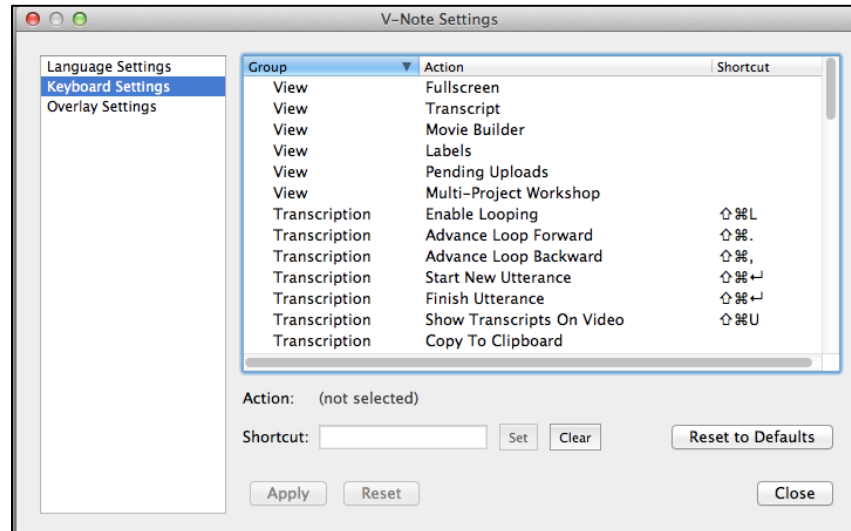 V-Note Settings
Language Settings
Keyboard Settings
Overlay Settings
Group Action Shortcut
View Fullscreen
View Transcript
View Movie Builder
View Labels
View Pending Uploads
View Multi-Project Workshop
Transcription Enable Looping ⇧⌘L
Transcription Advance Loop Forward ⇧⌘.
Transcription Advance Loop Backward ⇧⌘,
Transcription Start New Utterance ⇧⌘↩
Transcription Finish Utterance ⇧⌘↩
Transcription Show Transcripts On Video ⇧⌘U
Transcription Copy To Clipboard
Action: (not selected)
Shortcut: Set Clear Reset to Defaults
Apply Reset Close